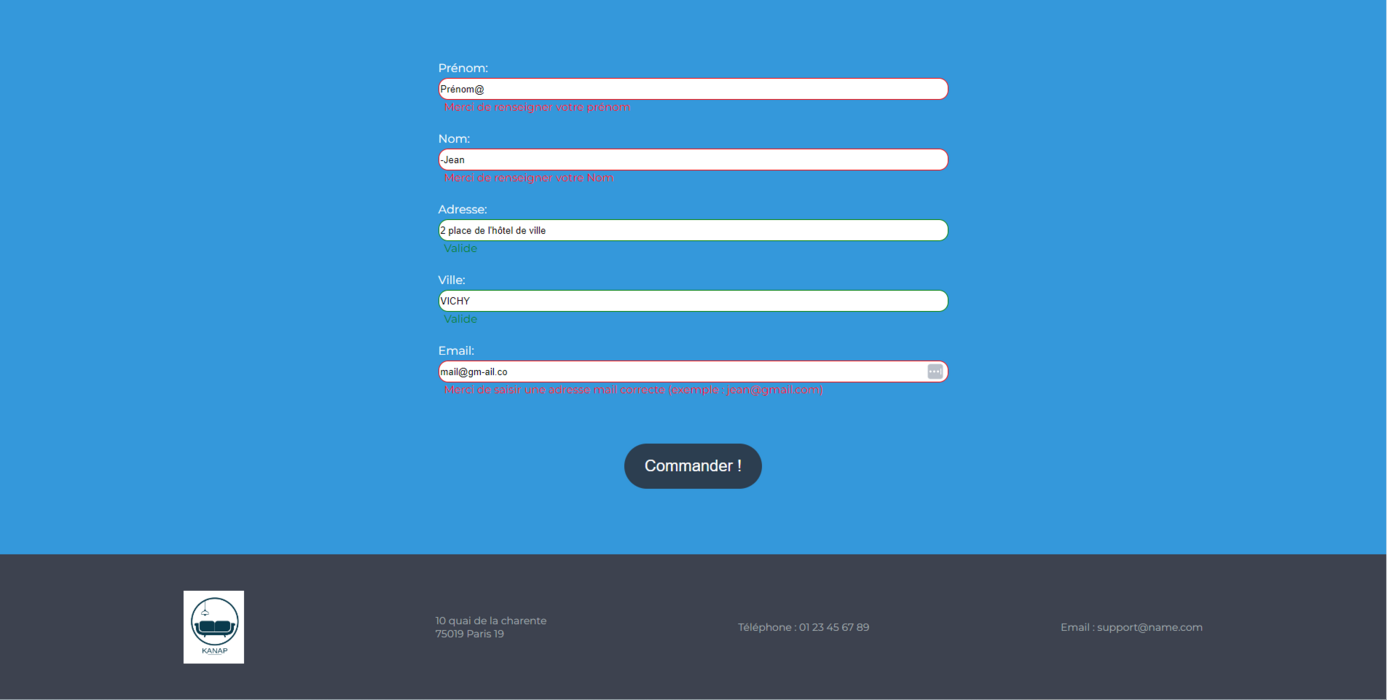 Prénom:
Prénom@
Merci de renseigner votre prénom
Nom:
-Jean
Merci de renseigner votre Nom
Adresse:
2 place de l'hôtel de ville
Valide
Ville:
VICHY
Valide
Email:
mail@gm-ail.co
Merci de saisir une adresse mail correcte (exemple : jean@gmail.com)
Commander !
KANAP
10 quai de la charente
75019 Paris 19
Téléphone : 01 23 45 67 89
Email : support@name.com